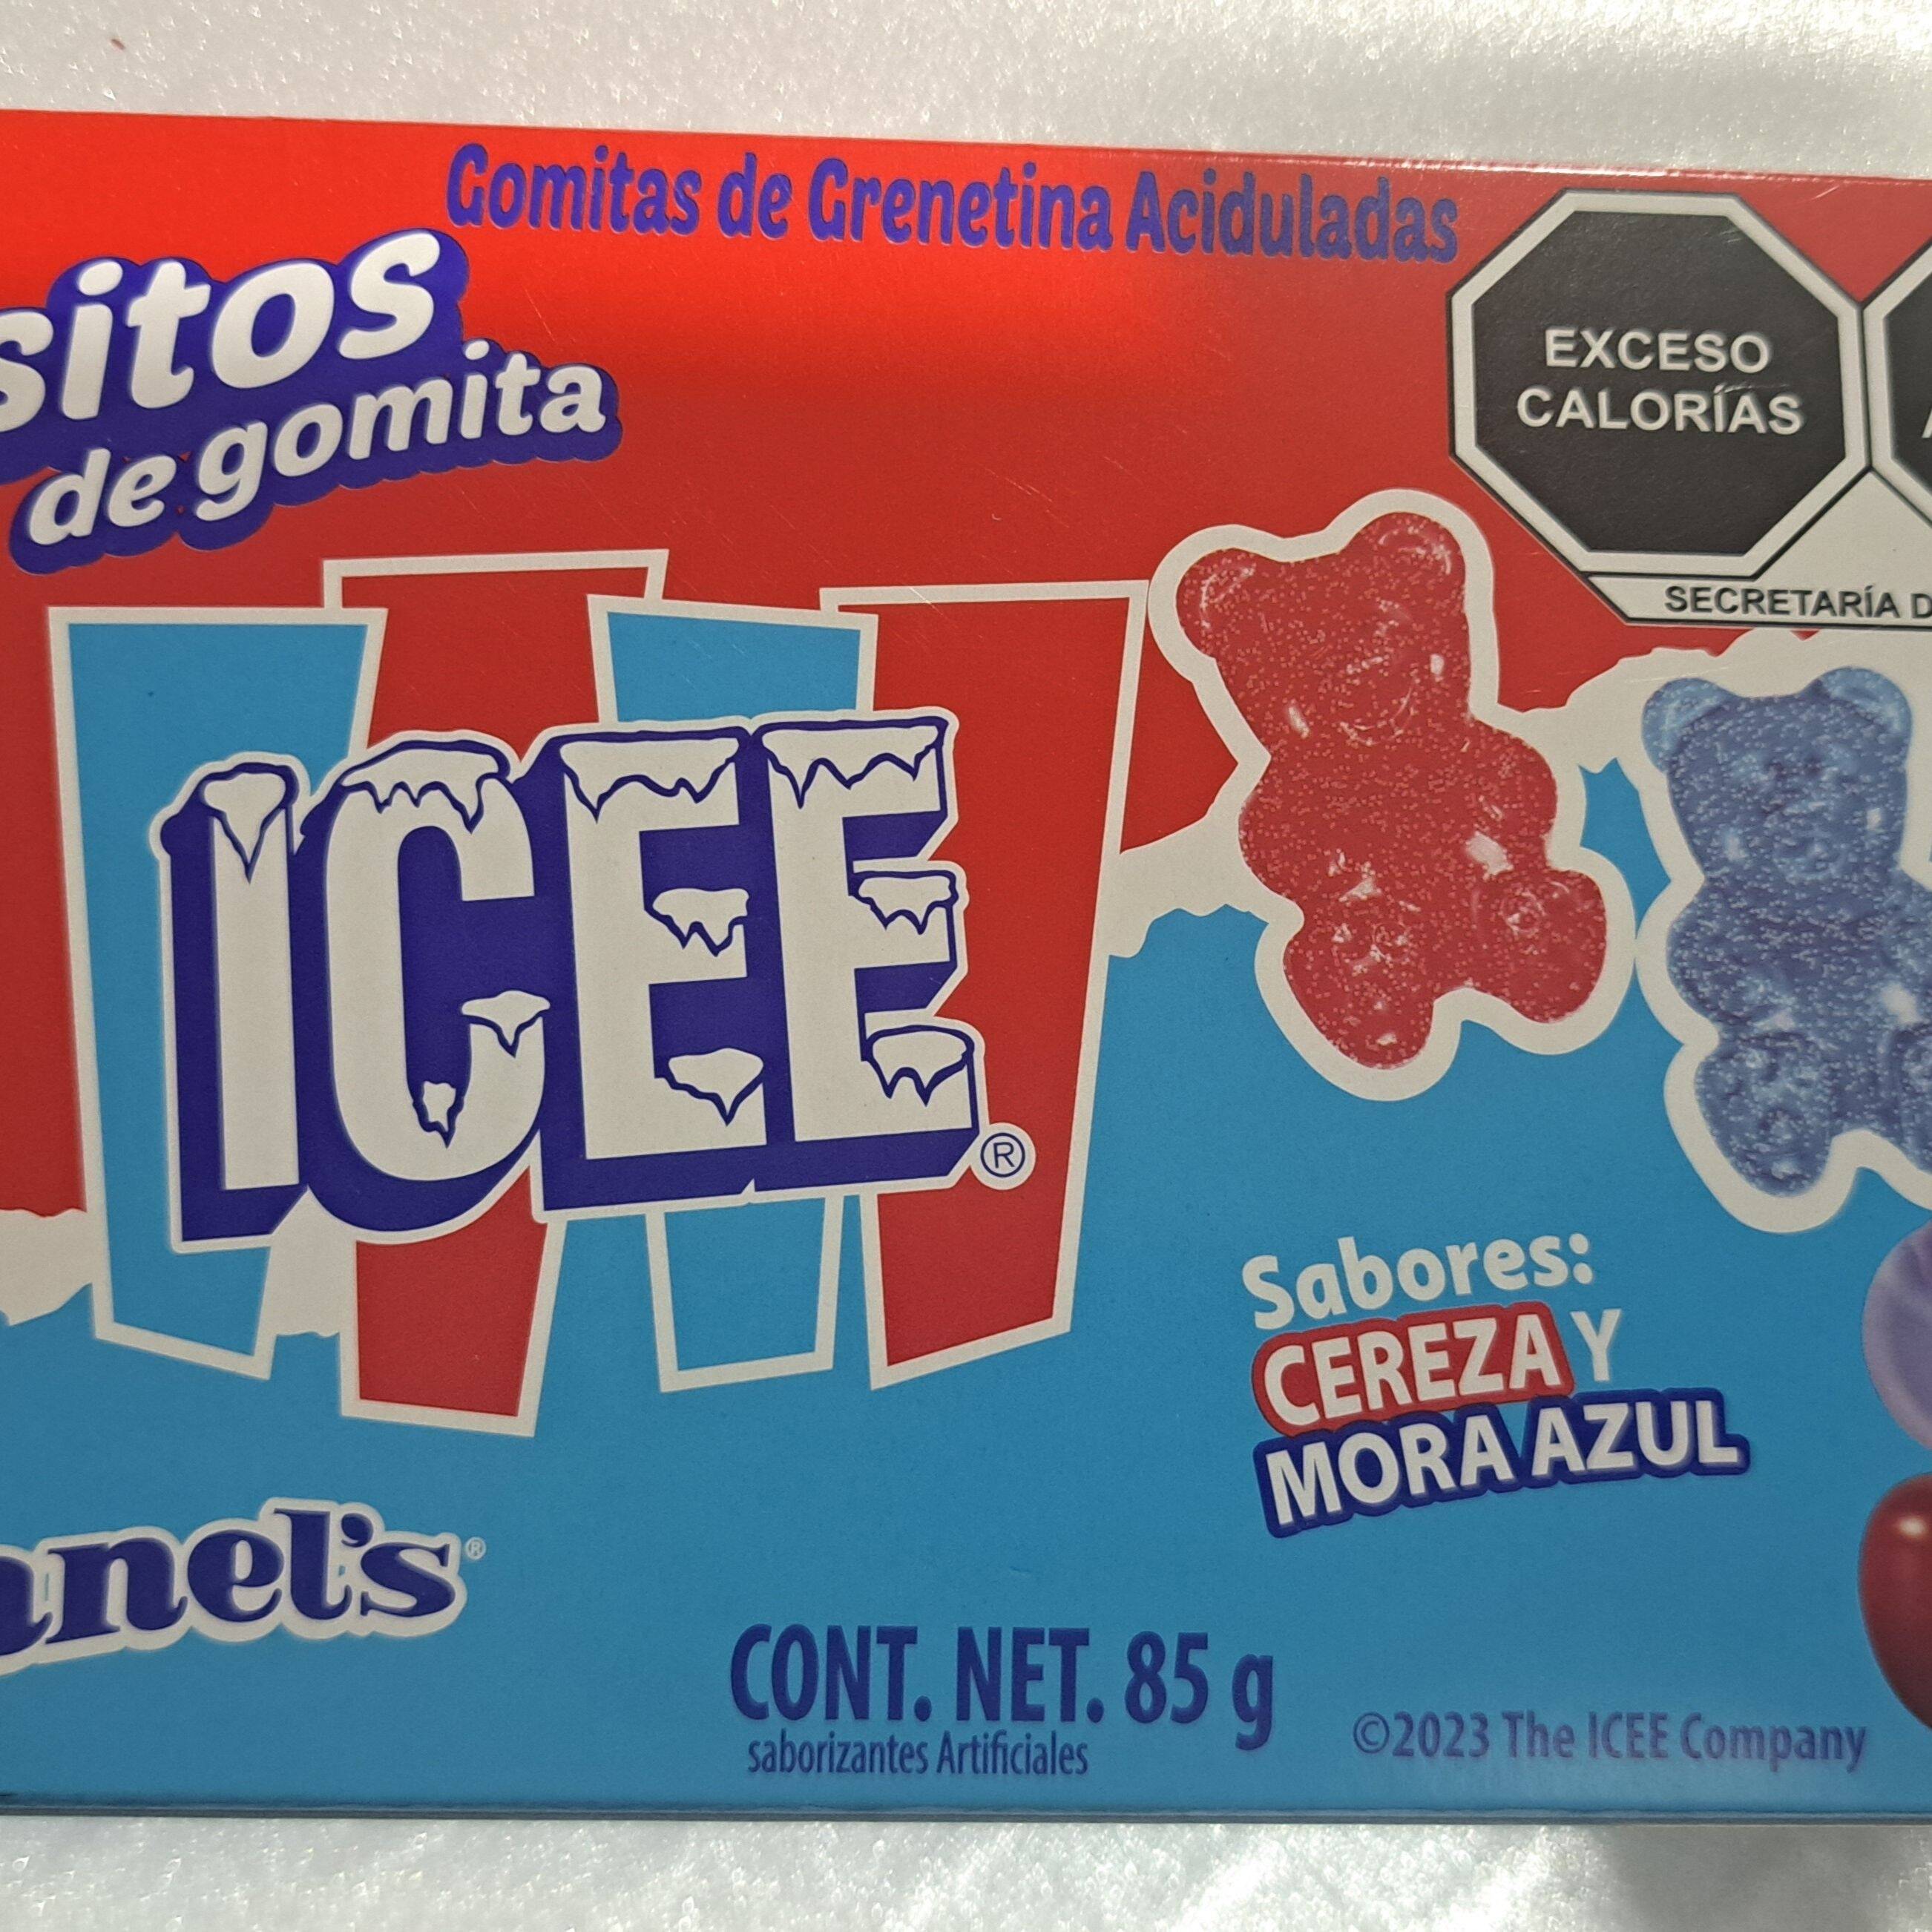 Gomitas de Grenetina Aciduladas
sitos
de gomita
EXCESO
CALORÍAS
SECRETARÍA D
ICEE®
Sabores:
CEREZA Y
MORA AZUL
anel's®
CONT. NET. 85 g
saborizantes Artificiales
©2023 The ICEE Company